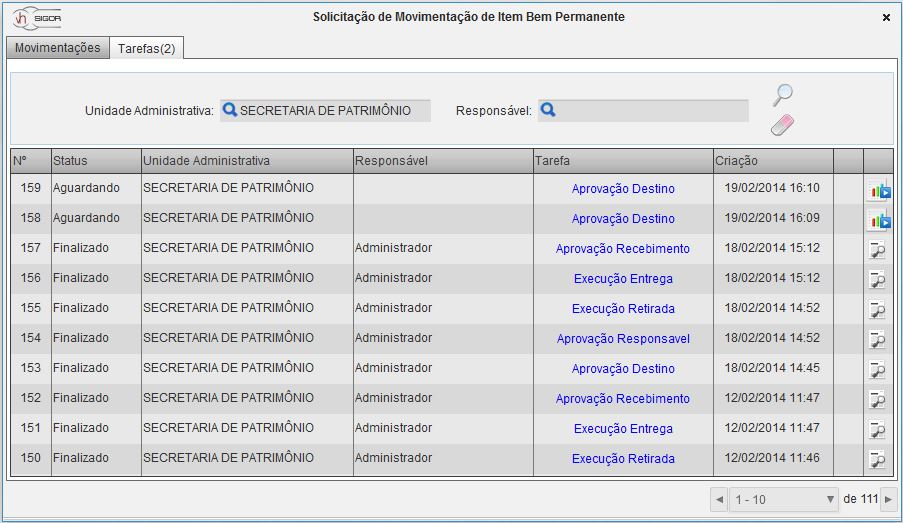 vh SIGOR Solicitação de Movimentação de Item Bem Permanente
Movimentações Tarefas(2)
Unidade Administrativa: SECRETARIA DE PATRIMÔNIO Responsável:
Nº Status Unidade Administrativa Responsável Tarefa Criação
159 Aguardando SECRETARIA DE PATRIMÔNIO Aprovação Destino 19/02/2014 16:10
158 Aguardando SECRETARIA DE PATRIMÔNIO Aprovação Destino 19/02/2014 16:09
157 Finalizado SECRETARIA DE PATRIMÔNIO Administrador Aprovação Recebimento 18/02/2014 15:12
156 Finalizado SECRETARIA DE PATRIMÔNIO Administrador Execução Entrega 18/02/2014 15:12
155 Finalizado SECRETARIA DE PATRIMÔNIO Administrador Execução Retirada 18/02/2014 14:52
154 Finalizado SECRETARIA DE PATRIMÔNIO Administrador Aprovação Responsavel 18/02/2014 14:52
153 Finalizado SECRETARIA DE PATRIMÔNIO Administrador Aprovação Destino 18/02/2014 14:45
152 Finalizado SECRETARIA DE PATRIMÔNIO Administrador Aprovação Recebimento 12/02/2014 11:47
151 Finalizado SECRETARIA DE PATRIMÔNIO Administrador Execução Entrega 12/02/2014 11:47
150 Finalizado SECRETARIA DE PATRIMÔNIO Administrador Execução Retirada 12/02/2014 11:46
1 - 10 de 111